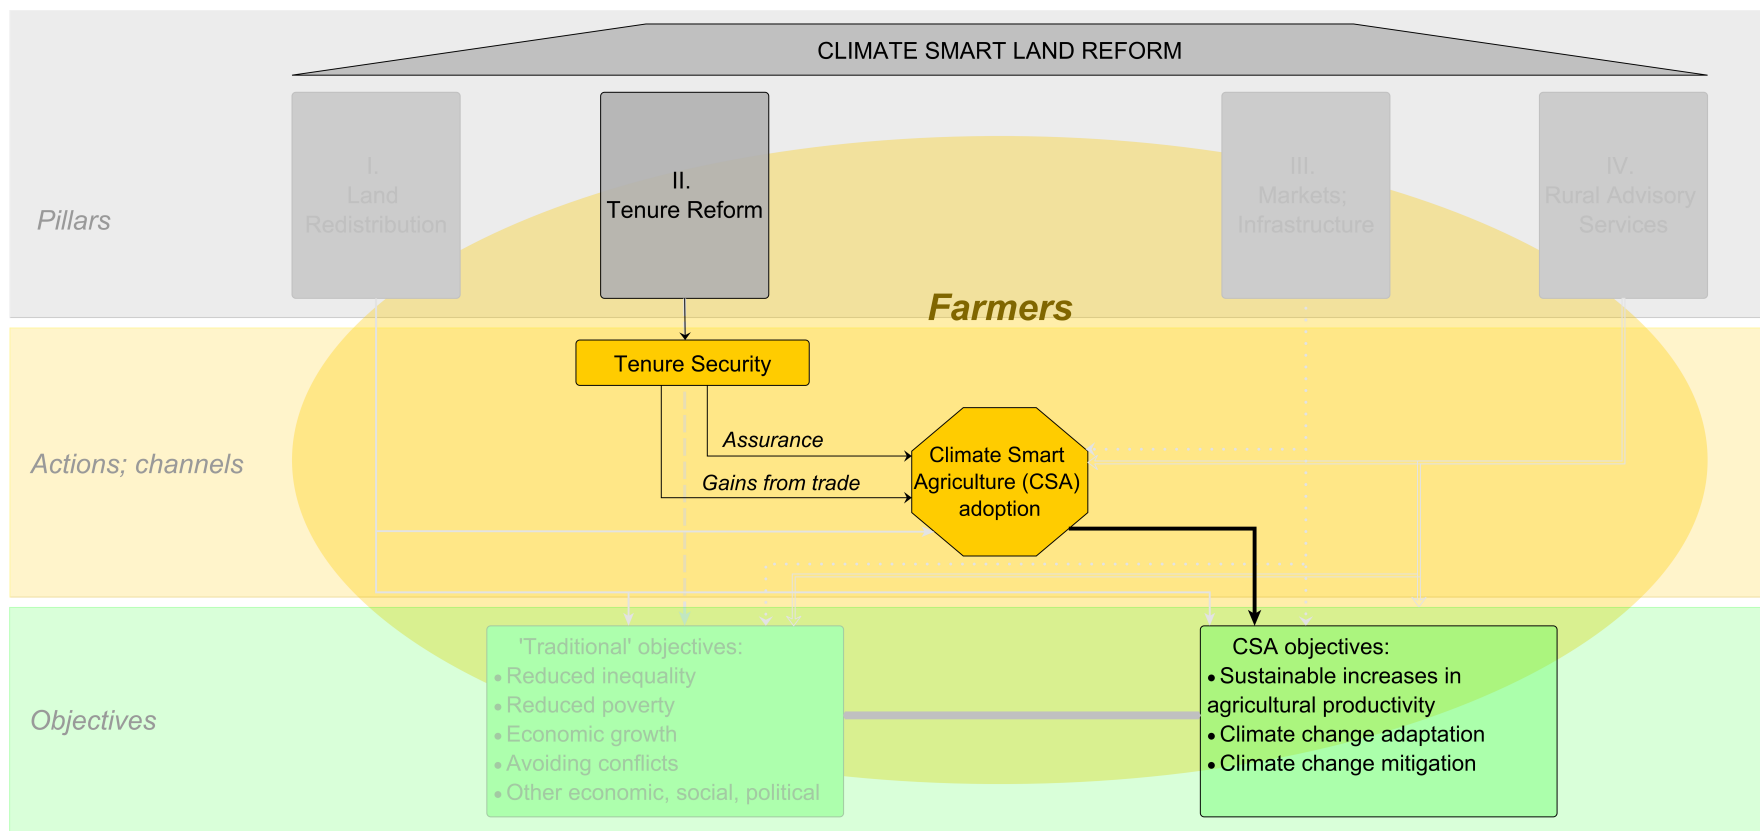 CLIMATE SMART LAND REFORM
I.
Land
Redistribution
II.
Tenure Reform
III.
Markets;
Infrastructure
IV.
Rural Advisory
Services
Pillars
Farmers
Tenure Security
Actions; channels
Assurance
Gains from trade
Climate Smart
Agriculture (CSA)
adoption
Objectives
'Traditional' objectives:
• Reduced inequality
• Reduced poverty
• Economic growth
• Avoiding conflicts
• Other economic, social, political
CSA objectives:
• Sustainable increases in
agricultural productivity
• Climate change adaptation
• Climate change mitigation